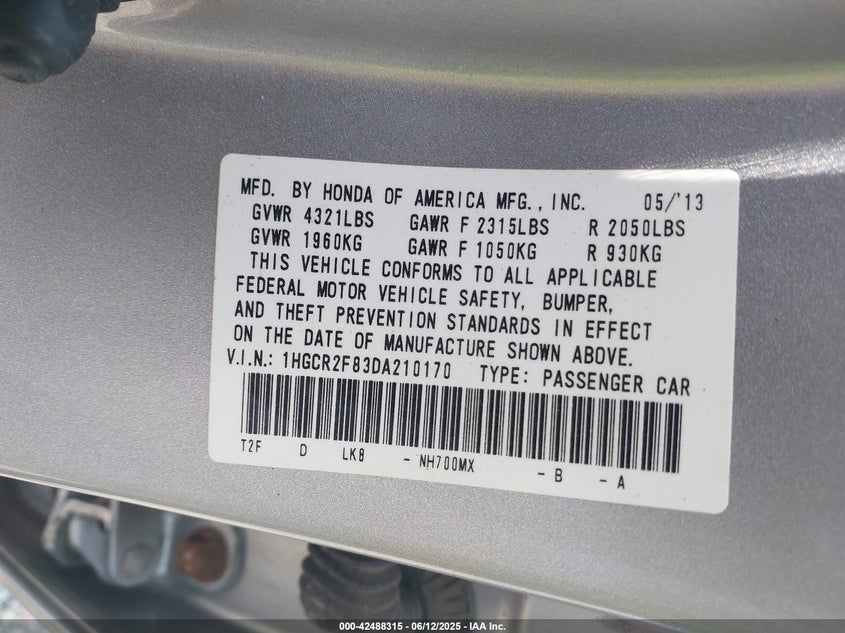 MFD. BY HONDA OF AMERICA MFG., INC. 05/'13
GVWR 4321LBS GAWR F 2315LBS R 2050LBS
GVWR 1960KG GAWR F 1050KG R 930KG
THIS VEHICLE CONFORMS TO ALL APPLICABLE
FEDERAL MOTOR VEHICLE SAFETY, BUMPER,
AND THEFT PREVENTION STANDARDS IN EFFECT
ON THE DATE OF MANUFACTURE SHOWN ABOVE.
V.I.N.: 1HGCR2F83DA210170 TYPE: PASSENGER CAR
T2F D LK8 - NH700MX - B - A
000-42488315 - 06/12/2025 - IAA Inc.